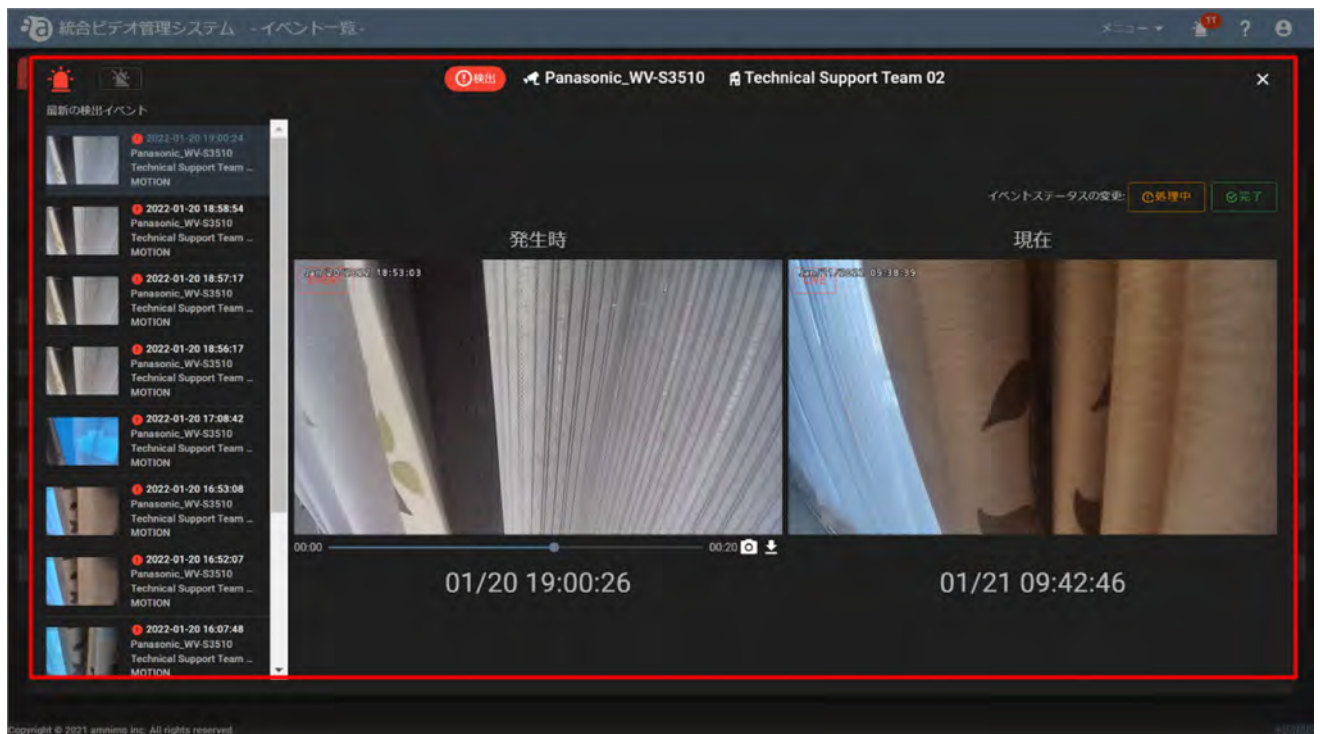 統合ビデオ管理システム - イベント一覧 -
メニュー
11
?
検出 Panasonic_WV-S3510 Technical Support Team 02
最新の検出イベント
2022-01-20 19:00:24
Panasonic_WV-S3510
Technical Support Team ...
MOTION
2022-01-20 18:58:54
Panasonic_WV-S3510
Technical Support Team ...
MOTION
2022-01-20 18:57:17
Panasonic_WV-S3510
Technical Support Team ...
MOTION
2022-01-20 18:56:17
Panasonic_WV-S3510
Technical Support Team ...
MOTION
2022-01-20 17:08:42
Panasonic_WV-S3510
Technical Support Team ...
MOTION
2022-01-20 16:53:08
Panasonic_WV-S3510
Technical Support Team ...
MOTION
2022-01-20 16:52:07
Panasonic_WV-S3510
Technical Support Team ...
MOTION
2022-01-20 16:07:48
Panasonic_WV-S3510
Technical Support Team ...
MOTION
イベントステータスの変更: 処理中 完了
発生時
18:53:03
00:00 00:20
01/20 19:00:26
現在
09:38:39
LIVE
01/21 09:42:46
Copyright © 2021 amnimo inc. All rights reserved.